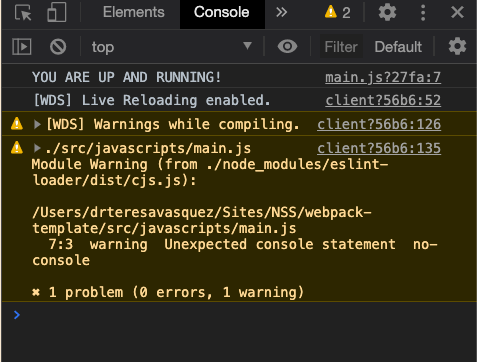 Elements Console » 2
top Filter Default
YOU ARE UP AND RUNNING! main.js?27fa:7
[WDS] Live Reloading enabled. client?56b6:52
[WDS] Warnings while compiling. client?56b6:126
./src/javascripts/main.js client?56b6:135
Module Warning (from ./node_modules/eslint-
loader/dist/cjs.js):
/Users/drteresavasquez/Sites/NSS/webpack-
template/src/javascripts/main.js
7:3 warning Unexpected console statement no-
console
✖ 1 problem (0 errors, 1 warning)